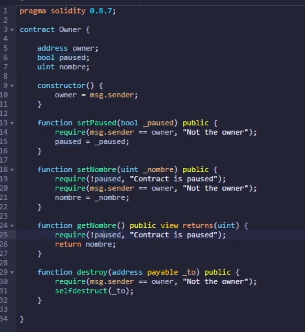 1 pragma solidity 0.8.7;
2
3 contract Owner {
4
5 address owner;
6 bool paused;
7 uint nombre;
8
9 constructor() {
10 owner = msg.sender;
11 }
12
13 function setPaused(bool _paused) public {
14 require(msg.sender == owner, "Not the owner");
15 paused = _paused;
16 }
17
18 function setNombre(uint _nombre) public {
19 require(!paused, "Contract is paused");
20 require(msg.sender == owner, "Not the owner");
21 nombre = _nombre;
22 }
23
24 function getNombre() public view returns(uint) {
25 require(!paused, "Contract is paused");
26 return nombre;
27 }
28
29 function destroy(address payable _to) public {
30 require(msg.sender == owner, "Not the owner");
31 selfdestruct(_to);
32 }
33
34 }